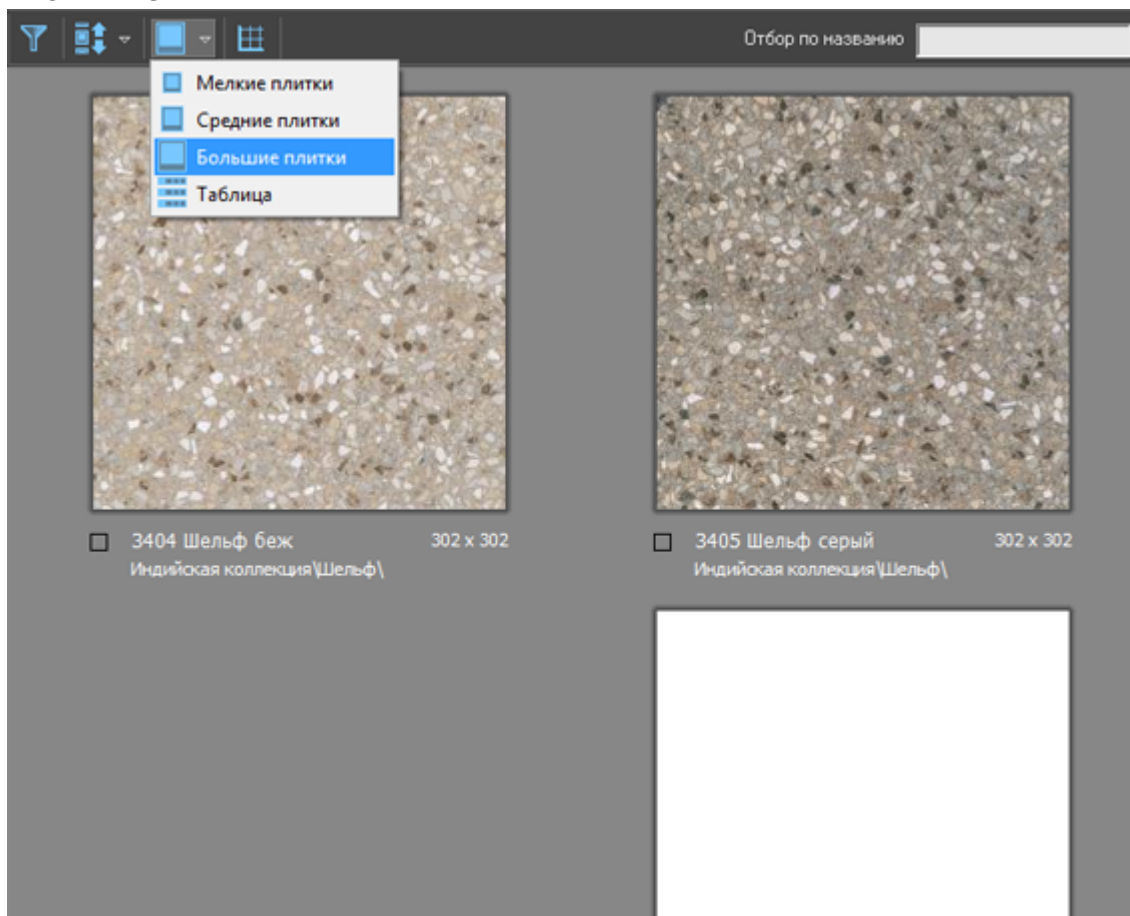 Отбор по названию
Мелкие плитки
Средние плитки
Большие плитки
Таблица
3404 Шельф беж 302 x 302
Индийская коллекция\Шельф\
3405 Шельф серый 302 x 302
Индийская коллекция\Шельф\